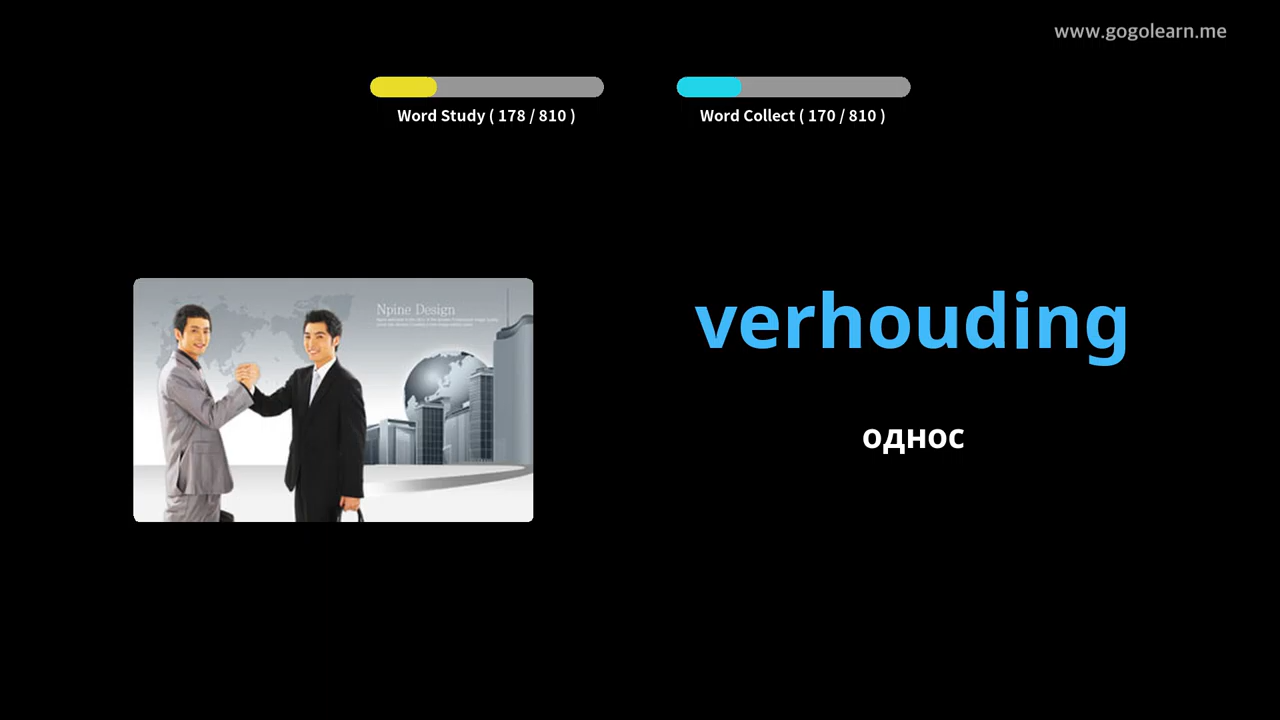 www.gogolearn.me
Word Study ( 178 / 810 )
Word Collect ( 170 / 810 )
Npine Design
verhouding
однос